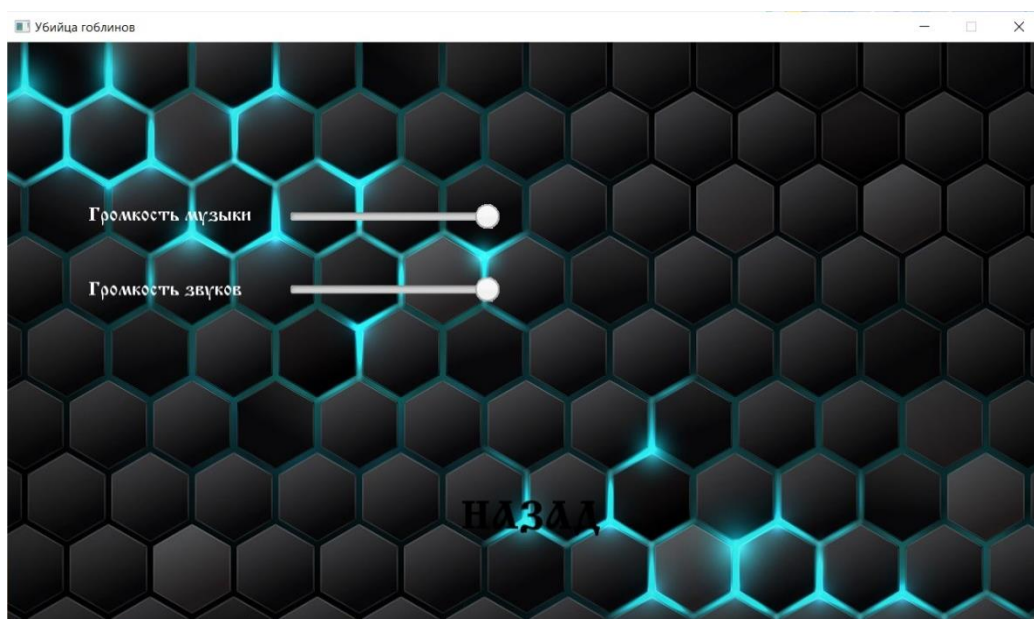 Убийца гоблинов
Громкость музыки
Громкость звуков
НАЗАД